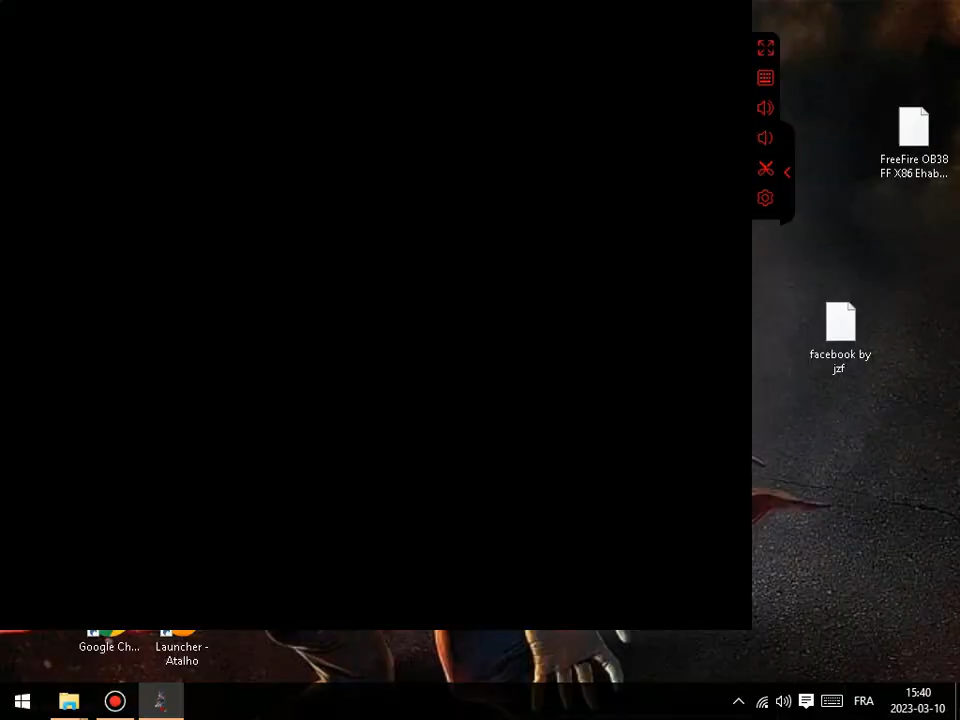 FreeFire OB38
FF X86 Ehab...
facebook by
jzf
Google Ch...
Launcher -
Atalho
FRA
15:40
2023-03-10